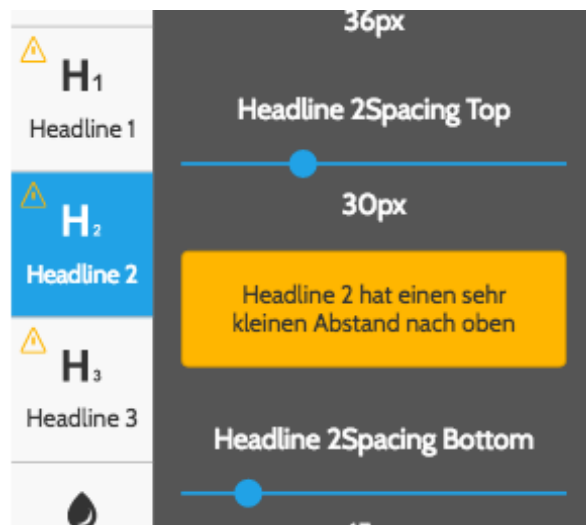 36px
H1
Headline 1
Headline 2Spacing Top
H2
Headline 2
30px
Headline 2 hat einen sehr
kleinen Abstand nach oben
H3
Headline 3
Headline 2Spacing Bottom